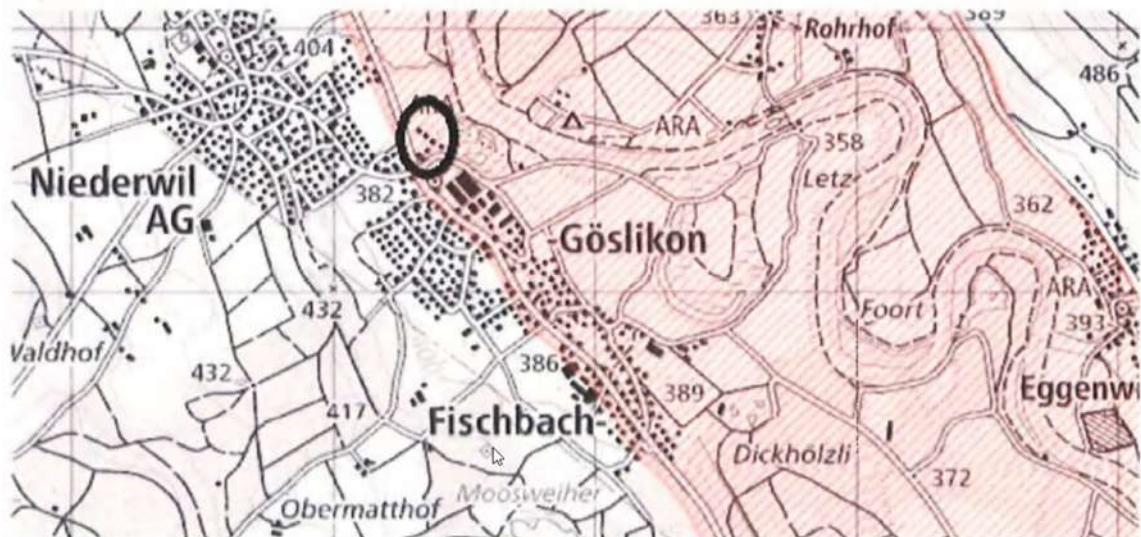 363
389
Rohrhof
404
486
ARA
358
Niederwil
AG
382
Letz
362
Göslikon
432
Foort
ARA
393
386
432
389
Eggenw
417
Fischbach-
Dickhölzli
372
Moosweiher
Obermatthof